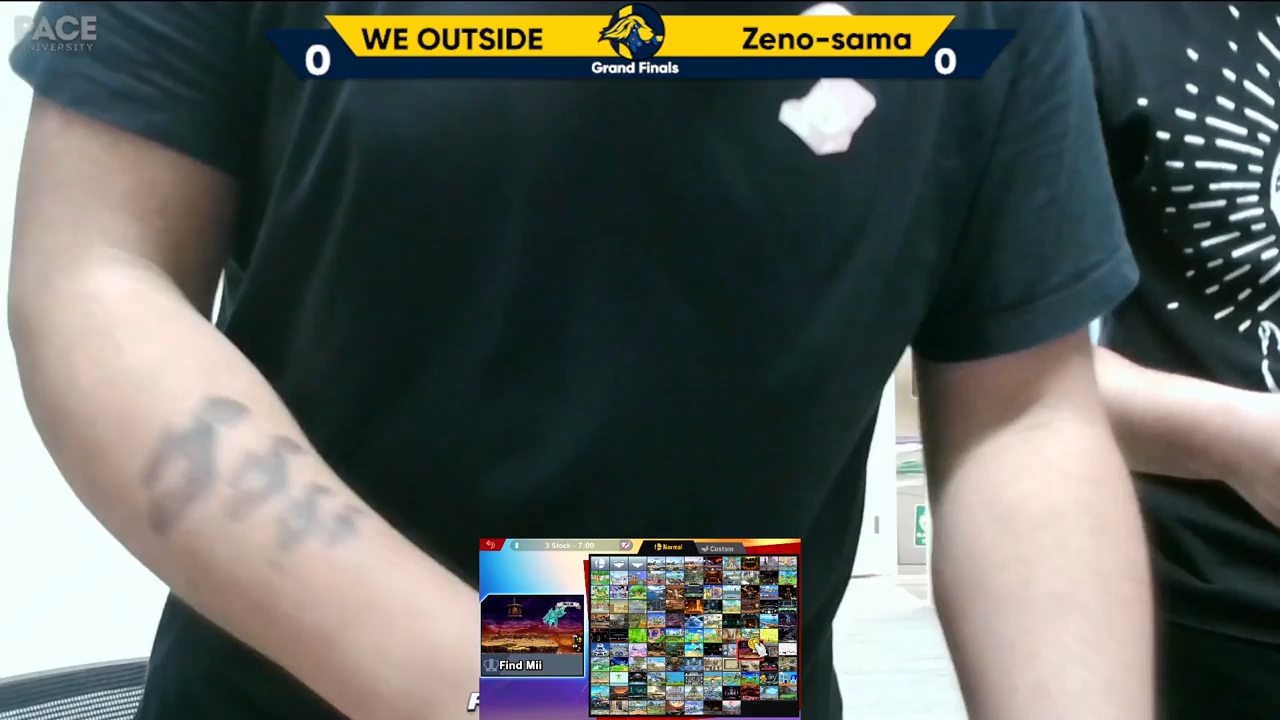 PACE
UNIVERSITY
WE OUTSIDE
Zeno-sama
0
0
Grand Finals
3 Stock - 7:00
Normal
Custom
Find Mii